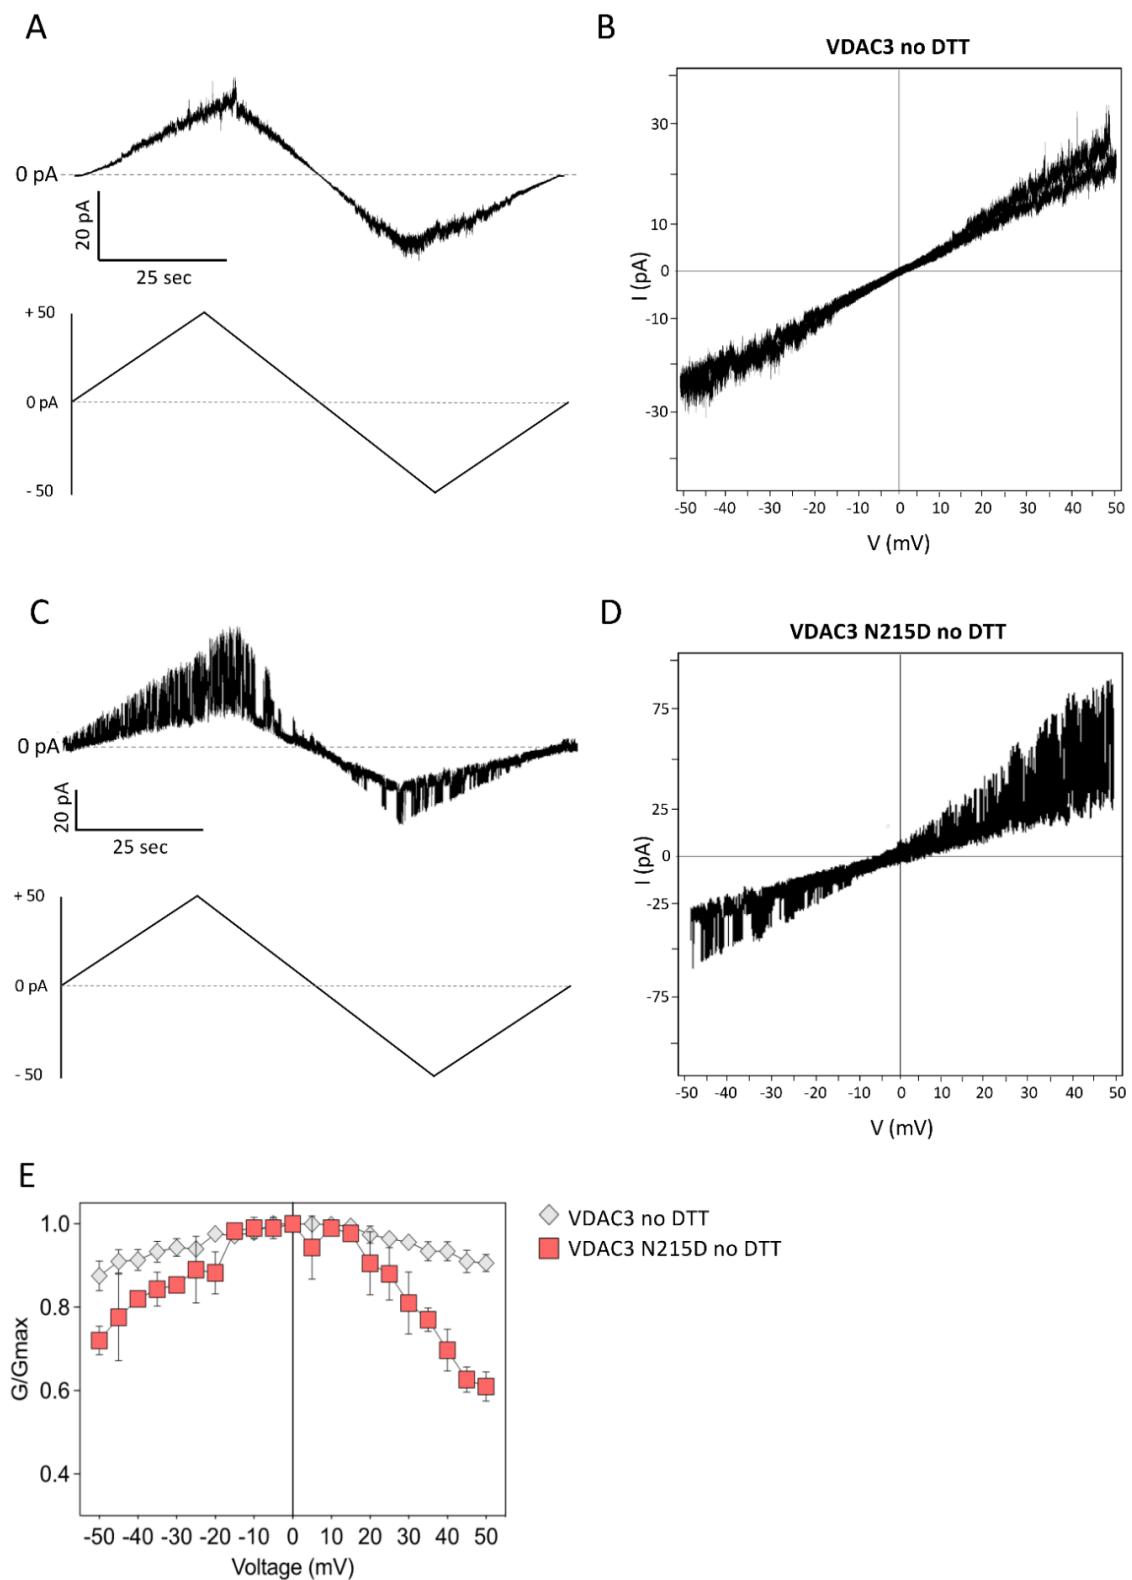 A
0 pA
20 pA
25 sec
+ 50
0 pA
- 50
B
VDAC3 no DTT
30
10
0
-10
-30
I (pA)
-50 -40 -30 -20 -10 0 10 20 30 40 50
V (mV)
C
0 pA
20 pA
25 sec
+ 50
0 pA
- 50
D
VDAC3 N215D no DTT
75
25
0
-25
-75
I (pA)
-50 -40 -30 -20 -10 0 10 20 30 40 50
V (mV)
E
1.0
0.8
0.6
0.4
G/Gmax
-50 -40 -30 -20 -10 0 10 20 30 40 50
Voltage (mV)
VDAC3 no DTT
VDAC3 N215D no DTT